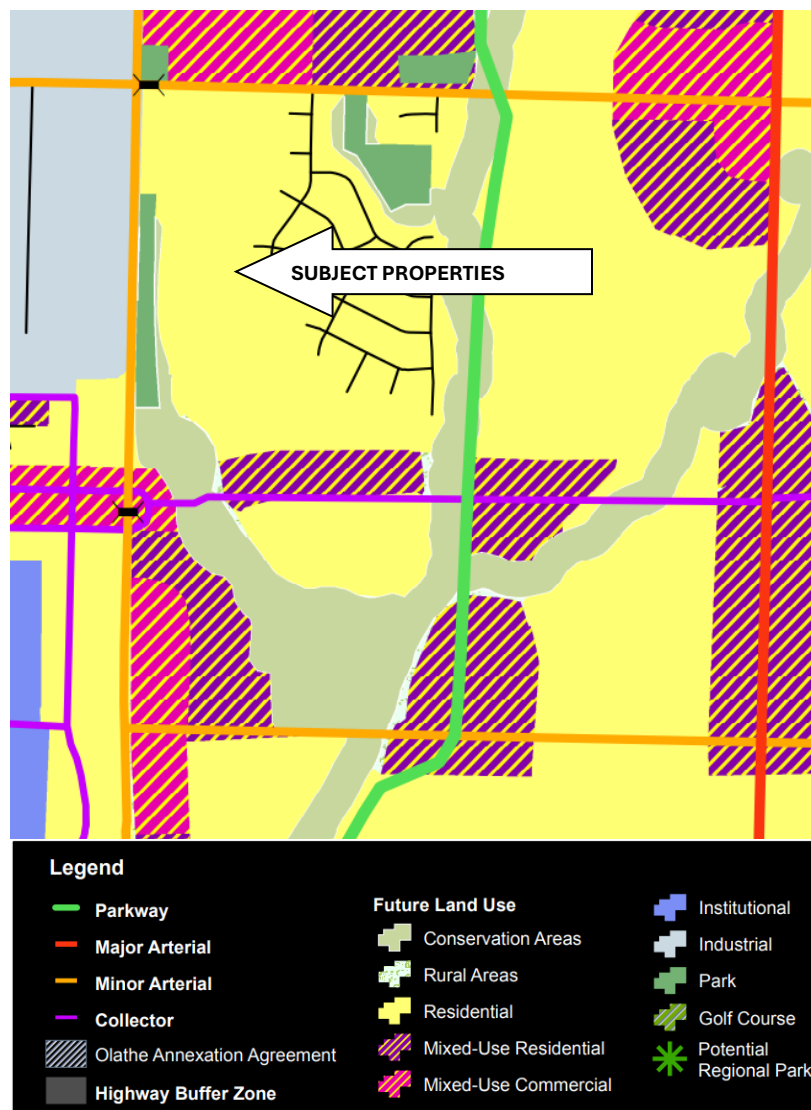 SUBJECT PROPERTIES
Legend
Parkway
Major Arterial
Minor Arterial
Collector
Olathe Annexation Agreement
Highway Buffer Zone
Future Land Use
Conservation Areas
Rural Areas
Residential
Mixed-Use Residential
Mixed-Use Commercial
Institutional
Industrial
Park
Golf Course
Potential
Regional Park